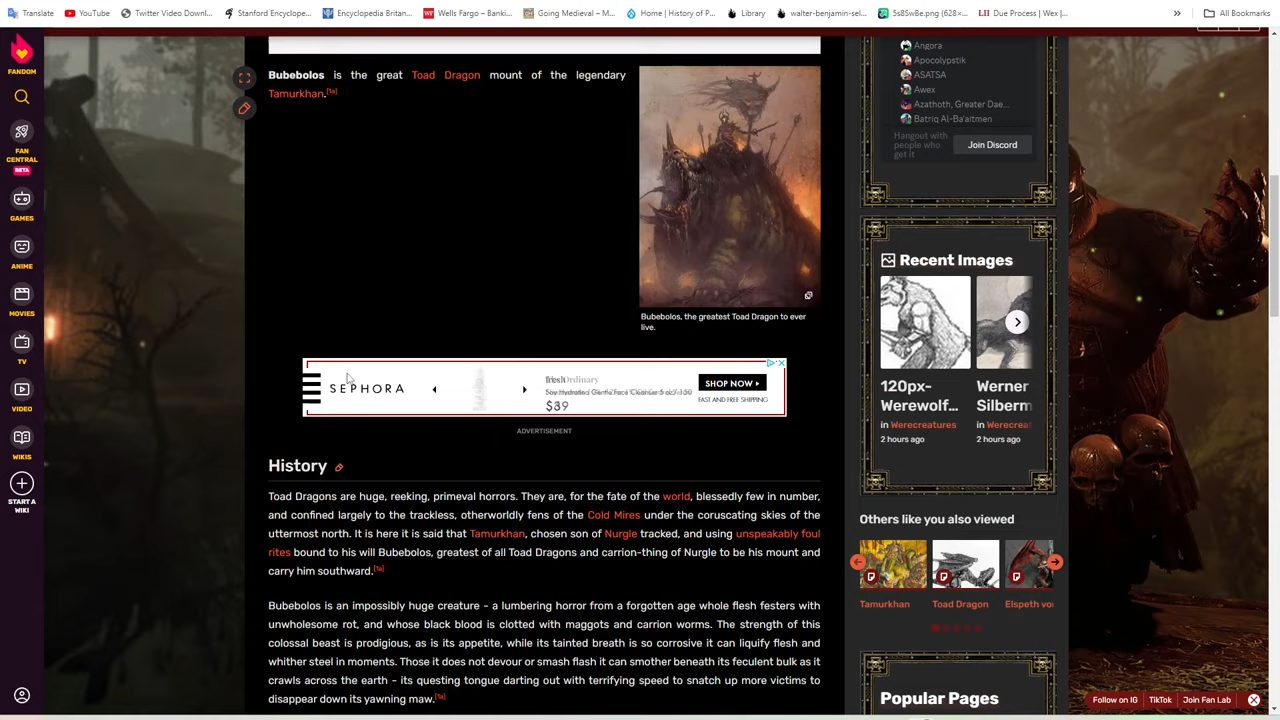 Translate
YouTube
Twitter Video Downl...
Stanford Encyclope...
Encyclopedia Britan...
Wells Fargo – Banki...
Going Medieval – M...
Home | History of P...
Library
walter-benjamin-sel...
5s8SwBe.png (628×...
Due Process | Wex |...
»
All Bookmarks
FANDOM
FAN CENTRAL
BETA
GAMES
ANIME
MOVIES
TV
VIDEO
WIKIS
START A WIKI
Bubebolos is the great Toad Dragon mount of the legendary
Tamurkhan.[1a]
Bubebolos, the greatest Toad Dragon to ever
live.
SEPHORA
$39
SHOP NOW
FAST AND FREE SHIPPING
ADVERTISEMENT
History
Toad Dragons are huge, reeking, primeval horrors. They are, for the fate of the world, blessedly few in number,
and confined largely to the trackless, otherworldly fens of the Cold Mires under the coruscating skies of the
uttermost north. It is here it is said that Tamurkhan, chosen son of Nurgle tracked, and using unspeakably foul
rites bound to his will Bubebolos, greatest of all Toad Dragons and carrion-thing of Nurgle to be his mount and
carry him southward.[1a]
Bubebolos is an impossibly huge creature - a lumbering horror from a forgotten age whole flesh festers with
unwholesome rot, and whose black blood is clotted with maggots and carrion worms. The strength of this
colossal beast is prodigious, as is its appetite, while its tainted breath is so corrosive it can liquify flesh and
whither steel in moments. Those it does not devour or smash flash it can smother beneath its feculent bulk as it
crawls across the earth - its questing tongue darting out with terrifying speed to snatch up more victims to
disappear down its yawning maw.[1a]
Angora
Apocolypstik
ASATSA
Awex
Azathoth, Greater Dae...
Batriq Al-Ba'aitmen
Hangout with
people who
get it
Join Discord
Recent Images
120px-
Werewolf...
in Werecreatures
2 hours ago
Werner
Silberm
in Werecreat
2 hours ago
Others like you also viewed
Tamurkhan
Toad Dragon
Elspeth vo
Popular Pages
Follow on IG
TikTok
Join Fan Lab